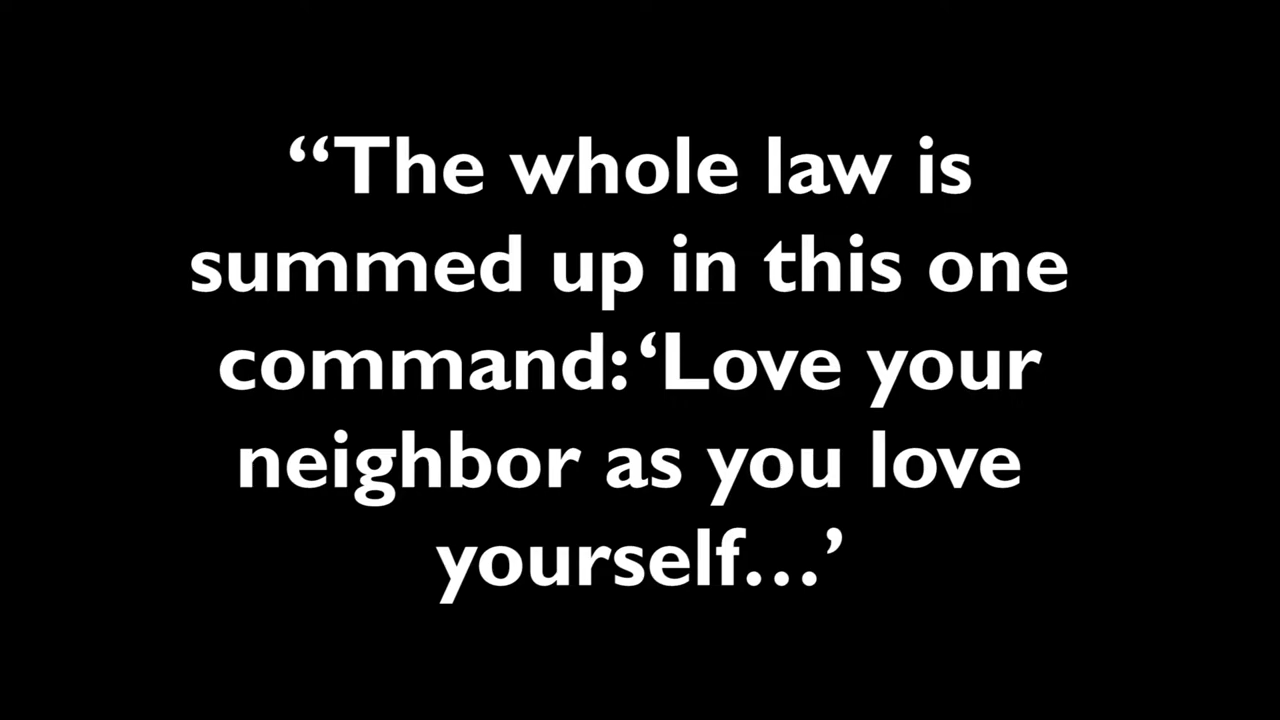 “The whole law is
summed up in this one
command: ‘Love your
neighbor as you love
yourself…’